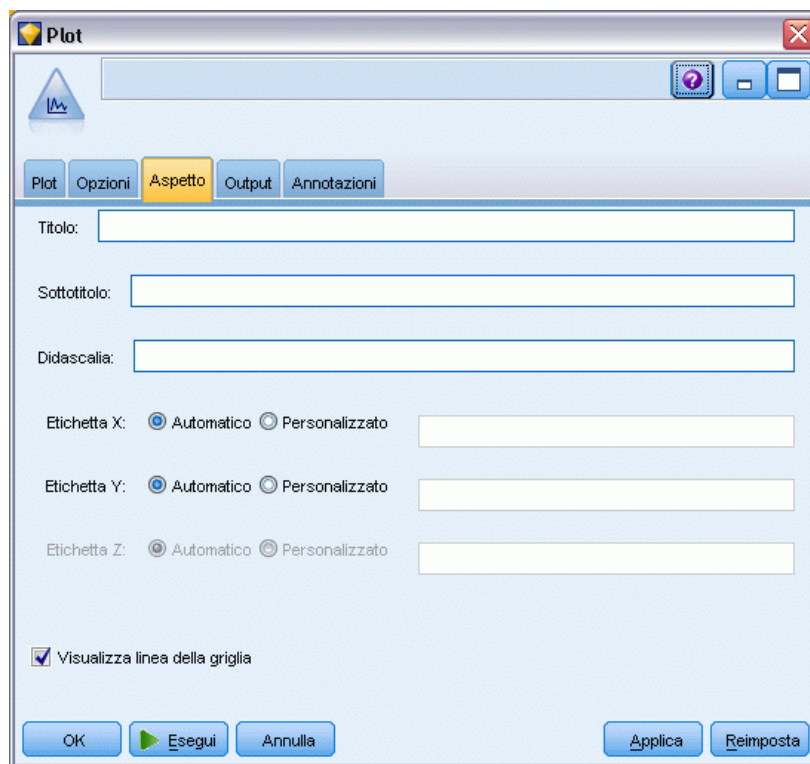 Plot
Plot Opzioni Aspetto Output Annotazioni
Titolo:
Sottotitolo:
Didascalia:
Etichetta X: Automatico Personalizzato
Etichetta Y: Automatico Personalizzato
Etichetta Z: Automatico Personalizzato
Visualizza linea della griglia
OK Esegui Annulla Applica Reimposta